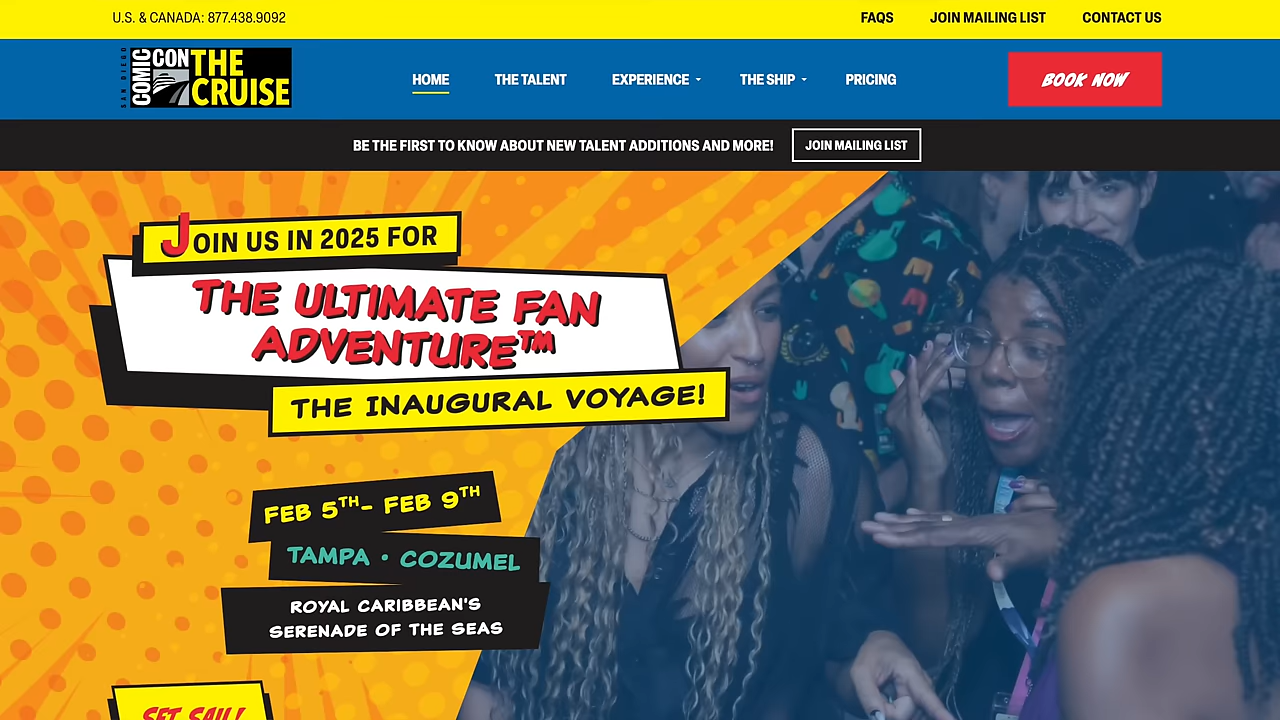 U.S. & CANADA: 877.438.9092
FAQS
JOIN MAILING LIST
CONTACT US
SAN DIEGO
COMIC CON THE CRUISE
HOME
THE TALENT
EXPERIENCE
THE SHIP
PRICING
BOOK NOW
BE THE FIRST TO KNOW ABOUT NEW TALENT ADDITIONS AND MORE!
JOIN MAILING LIST
JOIN US IN 2025 FOR
THE ULTIMATE FAN
ADVENTURE™
THE INAUGURAL VOYAGE!
FEB 5TH- FEB 9TH
TAMPA • COZUMEL
ROYAL CARIBBEAN'S
SERENADE OF THE SEAS
SET SAIL!